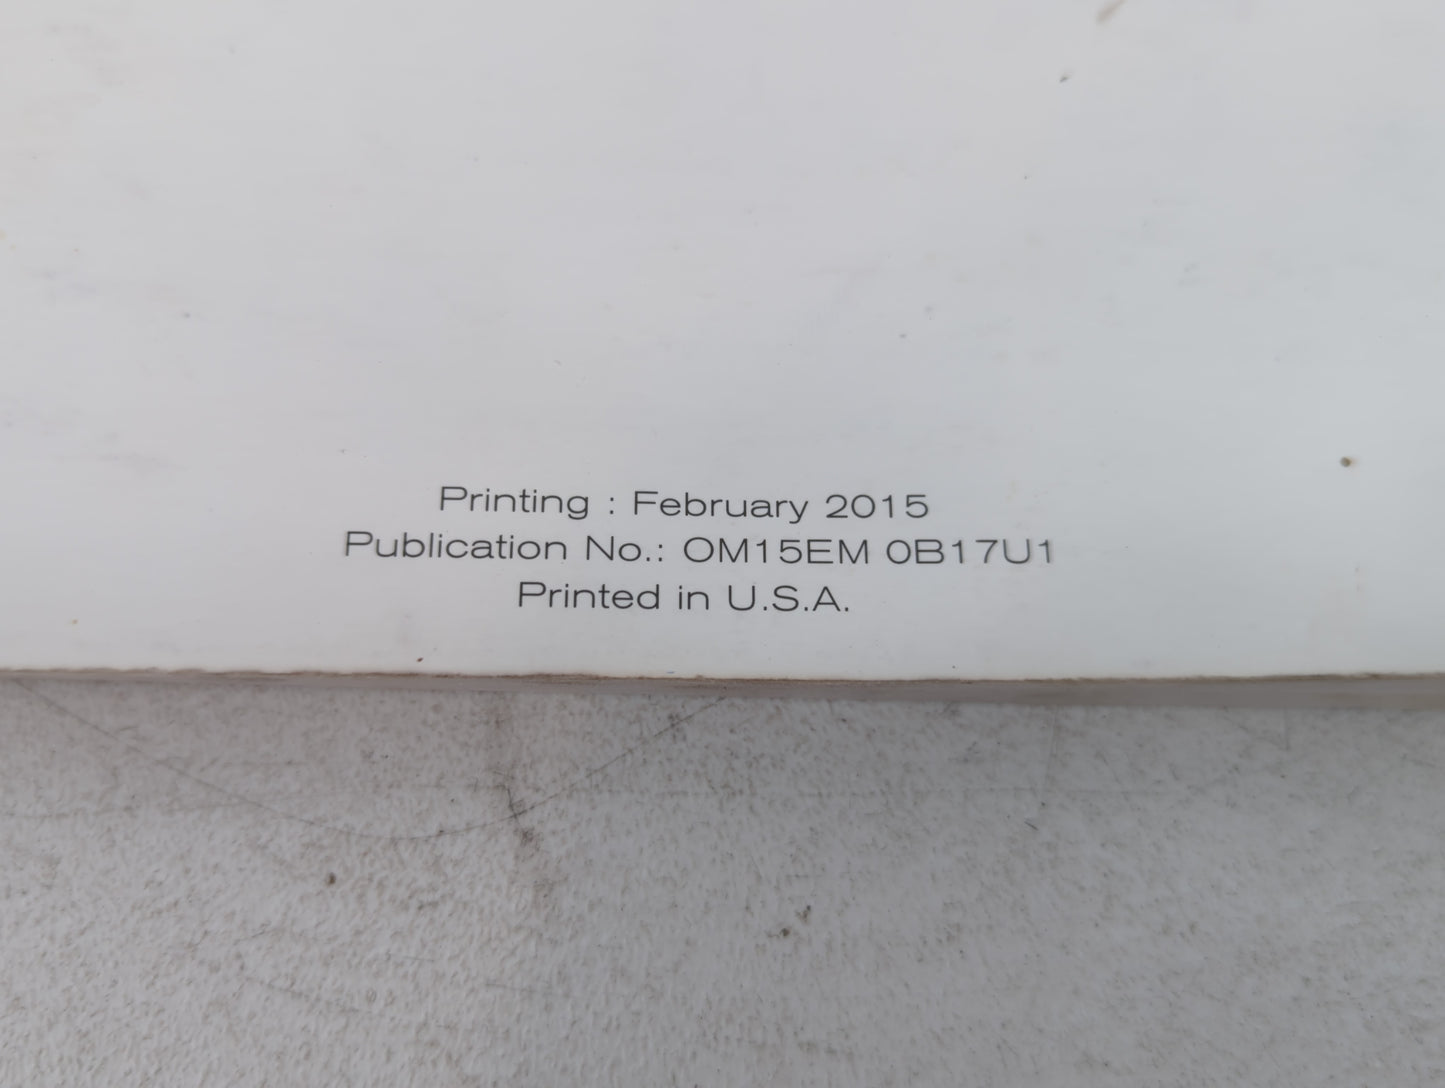 Printing : February 2015
Publication No.: OM15EM 0B17U1
Printed in U.S.A.